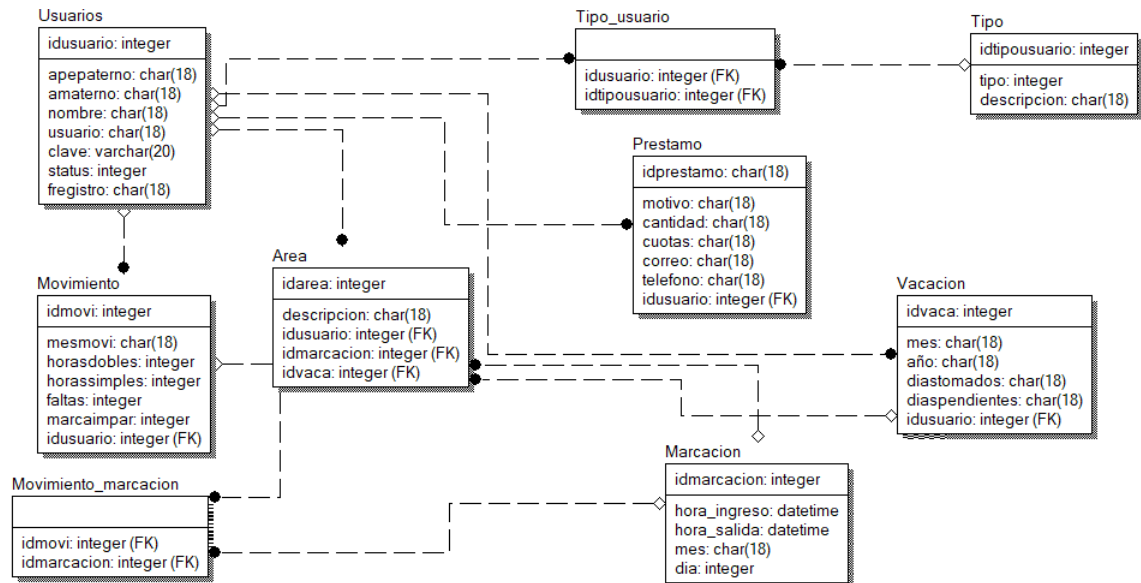 Usuarios
idusuario: integer
apepaterno: char(18)
amaterno: char(18)
nombre: char(18)
usuario: char(18)
clave: varchar(20)
status: integer
fregistro: char(18)
Tipo_usuario
idusuario: integer (FK)
idtipousuario: integer (FK)
Tipo
idtipousuario: integer
tipo: integer
descripcion: char(18)
Prestamo
idprestamo: char(18)
motivo: char(18)
cantidad: char(18)
cuotas: char(18)
correo: char(18)
telefono: char(18)
idusuario: integer (FK)
Movimiento
idmovi: integer
mesmovi: char(18)
horasdobles: integer
horassimples: integer
faltas: integer
marcaimpar: integer
idusuario: integer (FK)
Area
idarea: integer
descripcion: char(18)
idusuario: integer (FK)
idmarcacion: integer (FK)
idvaca: integer (FK)
Vacacion
idvaca: integer
mes: char(18)
año: char(18)
diastomados: char(18)
diaspendientes: char(18)
idusuario: integer (FK)
Movimiento_marcacion
idmovi: integer (FK)
idmarcacion: integer (FK)
Marcacion
idmarcacion: integer
hora_ingreso: datetime
hora_salida: datetime
mes: char(18)
dia: integer